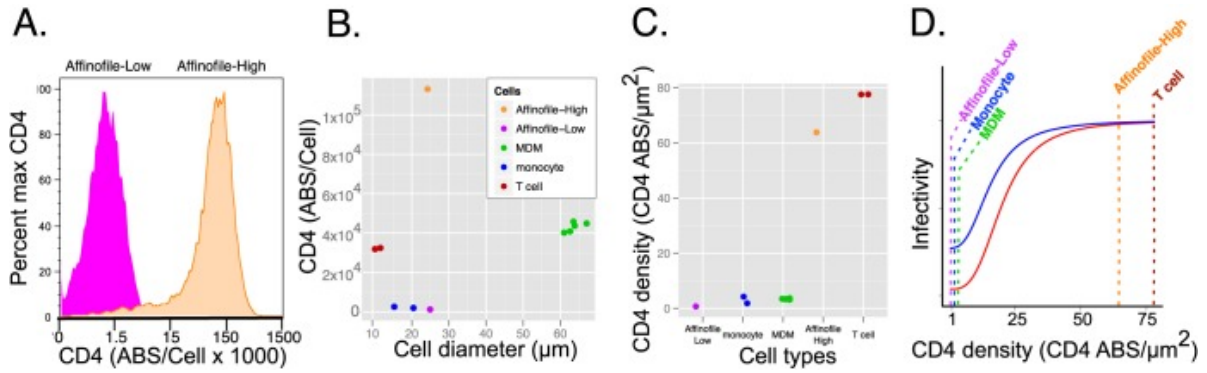 A.
Affinofile-Low Affinofile-High
Percent max CD4
100
80
60
40
20
0
0 1.5 15 150 1500
CD4 (ABS/Cell x 1000)
B.
CD4 (ABS/Cell)
1x10⁵
8x10⁴
6x10⁴
4x10⁴
2x10⁴
0
10 20 30 40 50 60
Cell diameter (µm)
Cells
Affinofile-High
Affinofile-Low
MDM
monocyte
T cell
C.
CD4 density (CD4 ABS/µm²)
80
60
40
20
0
Affinofile Low
monocyte
MDM
Affinofile High
T cell
Cell types
D.
Affinofile-Low
Monocyte
MDM
Affinofile-High
T cell
Infectivity
1 25 50 75
CD4 density (CD4 ABS/µm²)